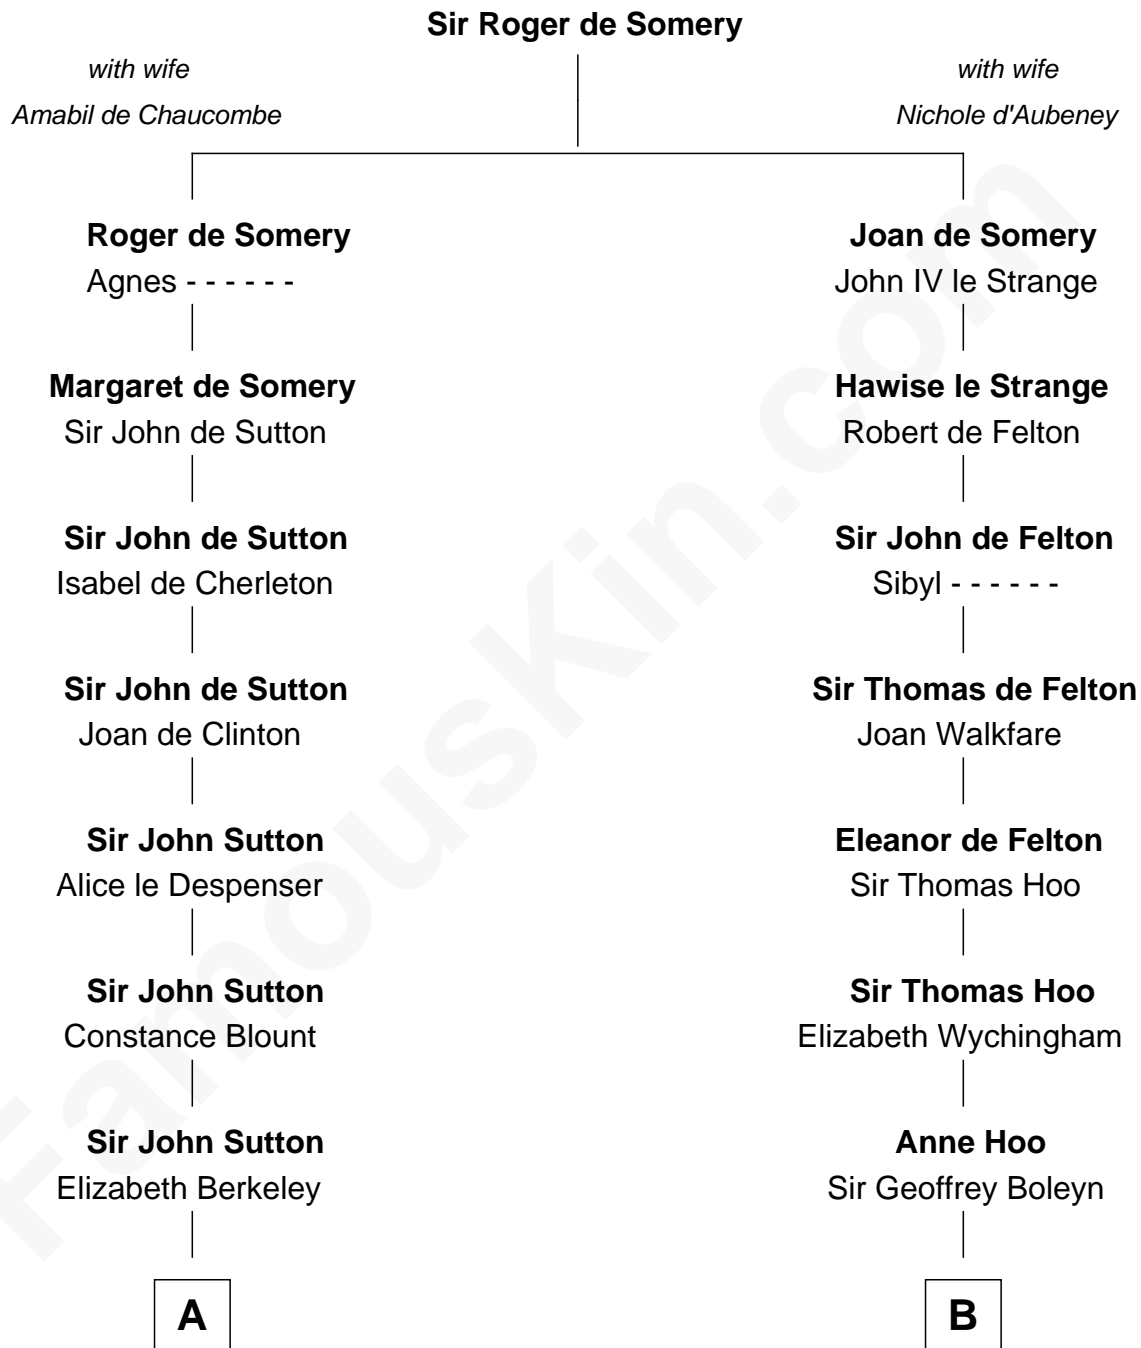 Sir Roger de Somery
with wife
Amabil de Chaucombe
with wife
Nichole d'Aubeney
Roger de Somery
Agnes - - - - - -
Joan de Somery
John IV le Strange
Margaret de Somery
Sir John de Sutton
Hawise le Strange
Robert de Felton
Sir John de Sutton
Isabel de Cherleton
Sir John de Felton
Sibyl - - - - - -
Sir John de Sutton
Joan de Clinton
Sir Thomas de Felton
Joan Walkfare
Sir John Sutton
Alice le Despenser
Eleanor de Felton
Sir Thomas Hoo
Sir John Sutton
Constance Blount
Sir Thomas Hoo
Elizabeth Wychingham
Sir John Sutton
Elizabeth Berkeley
Anne Hoo
Sir Geoffrey Boleyn
A
B
FamousKin.com